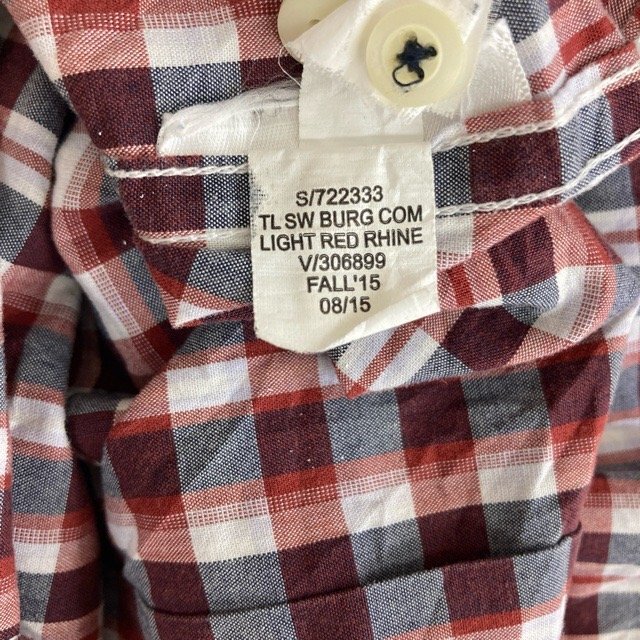 S/722333
TL SW BURG COM
LIGHT RED RHINE
V/306899
FALL'15
08/15